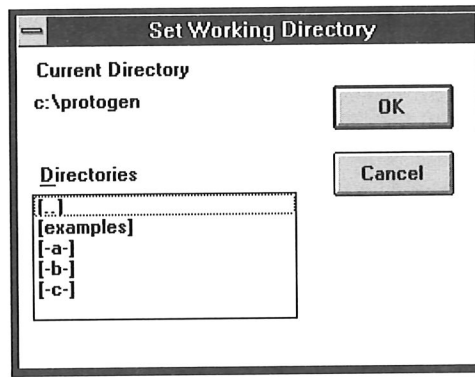 Set Working Directory
Current Directory
c:\protogen
OK
Directories
Cancel
[..]
[examples]
[-a-]
[-b-]
[-c-]